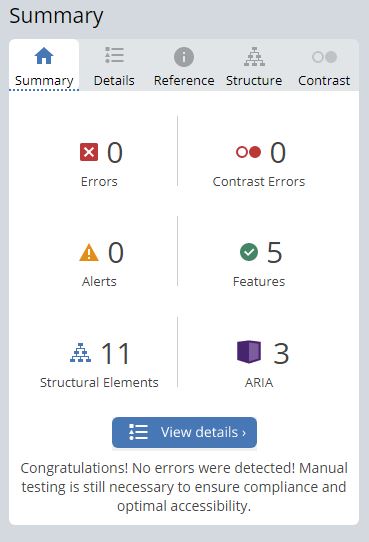 Summary
Summary Details Reference Structure Contrast
0 0
Errors Contrast Errors
0 5
Alerts Features
11 3
Structural Elements ARIA
View details ›
Congratulations! No errors were detected! Manual
testing is still necessary to ensure compliance and
optimal accessibility.